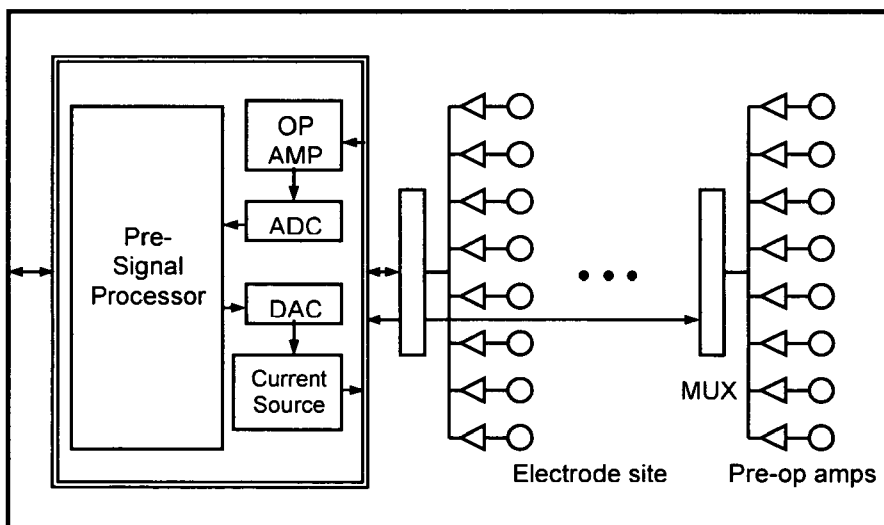 OP
AMP
ADC
Pre-
Signal
Processor
DAC
Current
Source
MUX
Electrode site
Pre-op amps